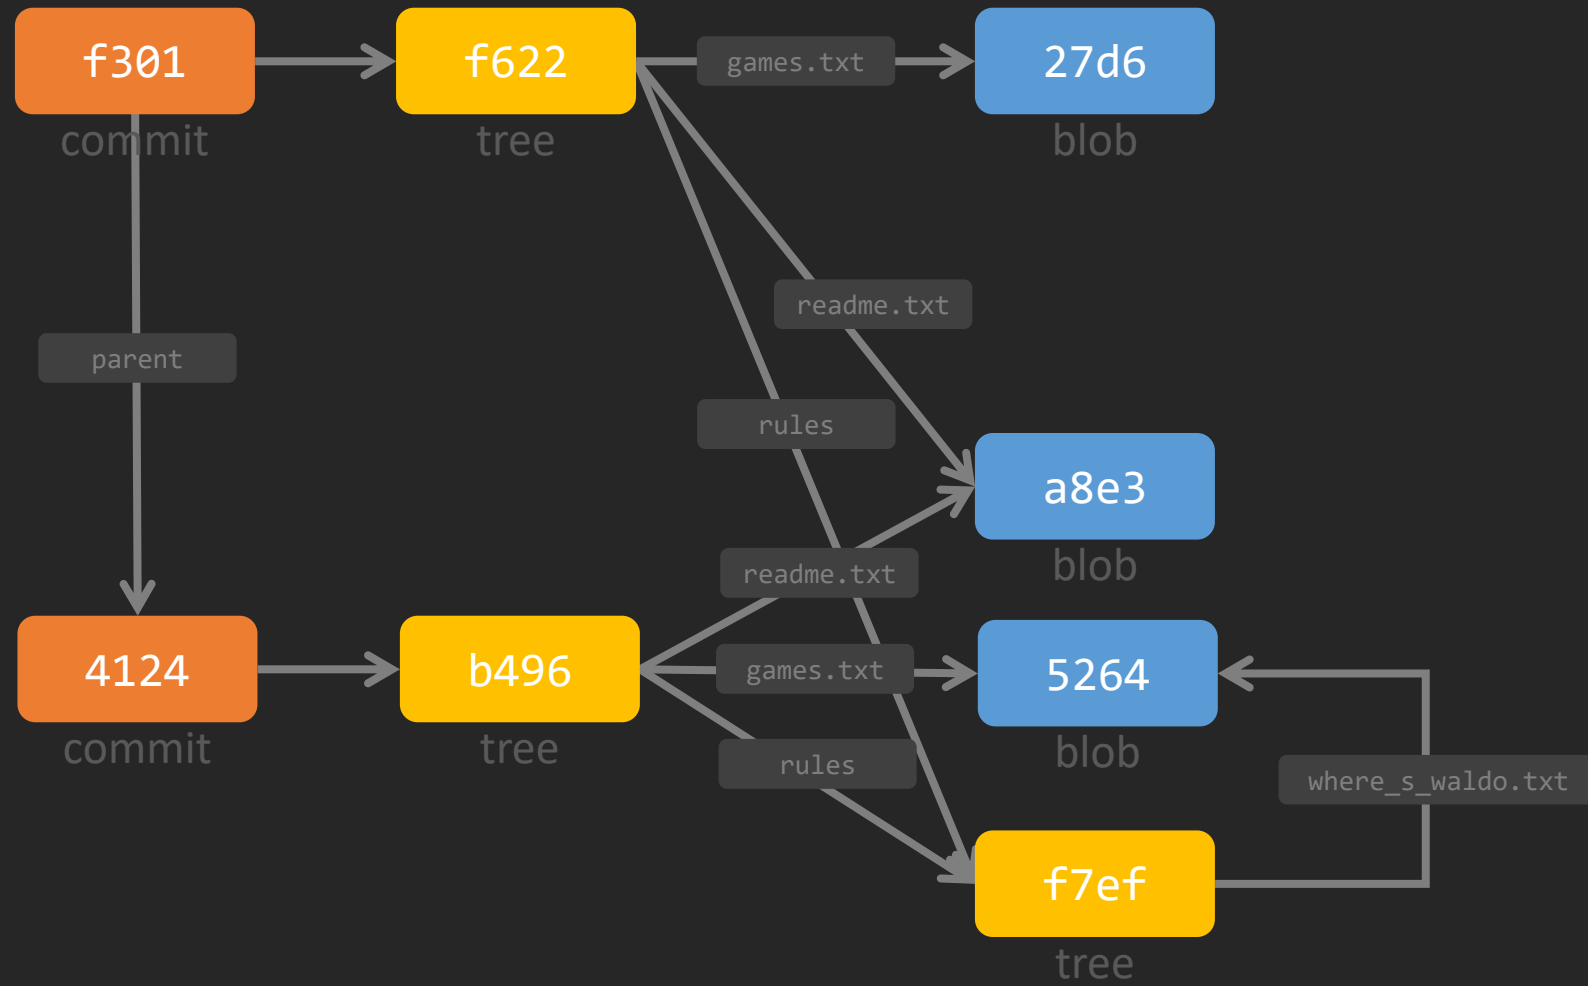 f301
f622
games.txt
27d6
commit
tree
blob
readme.txt
parent
rules
a8e3
blob
readme.txt
4124
b496
games.txt
5264
commit
tree
blob
rules
where_s_waldo.txt
f7ef
tree